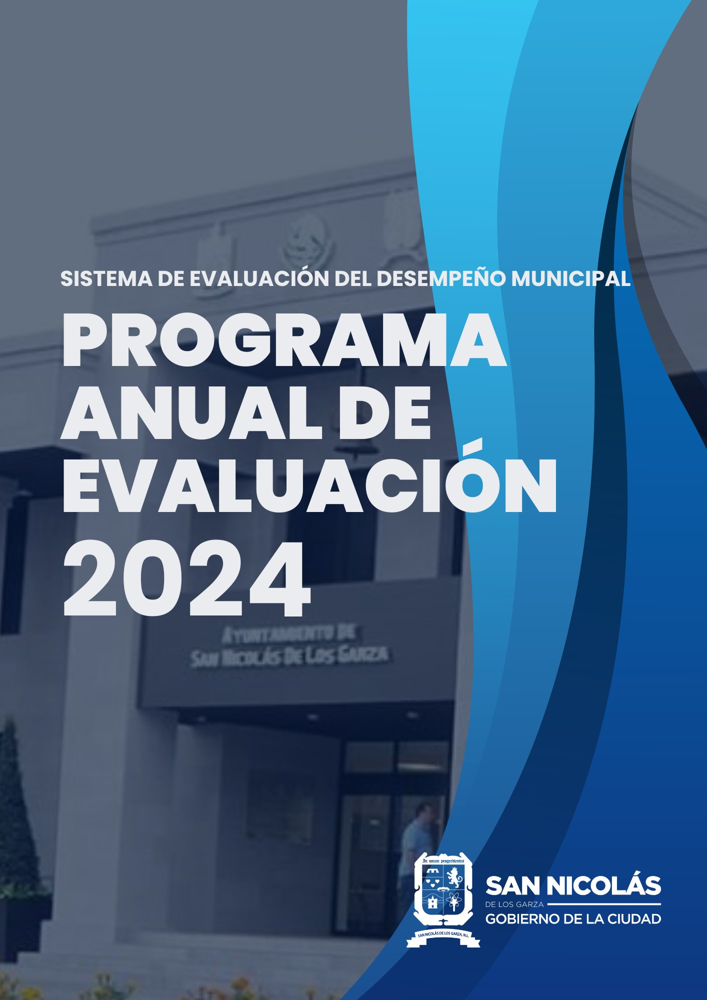 SISTEMA DE EVALUACIÓN DEL DESEMPEÑO MUNICIPAL
PROGRAMA
ANUAL DE
EVALUACIÓN
2024
AYUNTAMIENTO DE
SAN NICOLÁS DE LOS GARZA
In unum progredientes
SAN NICOLÁS DE LOS GARZA, N.L.
SAN NICOLÁS
DE LOS GARZA
GOBIERNO DE LA CIUDAD